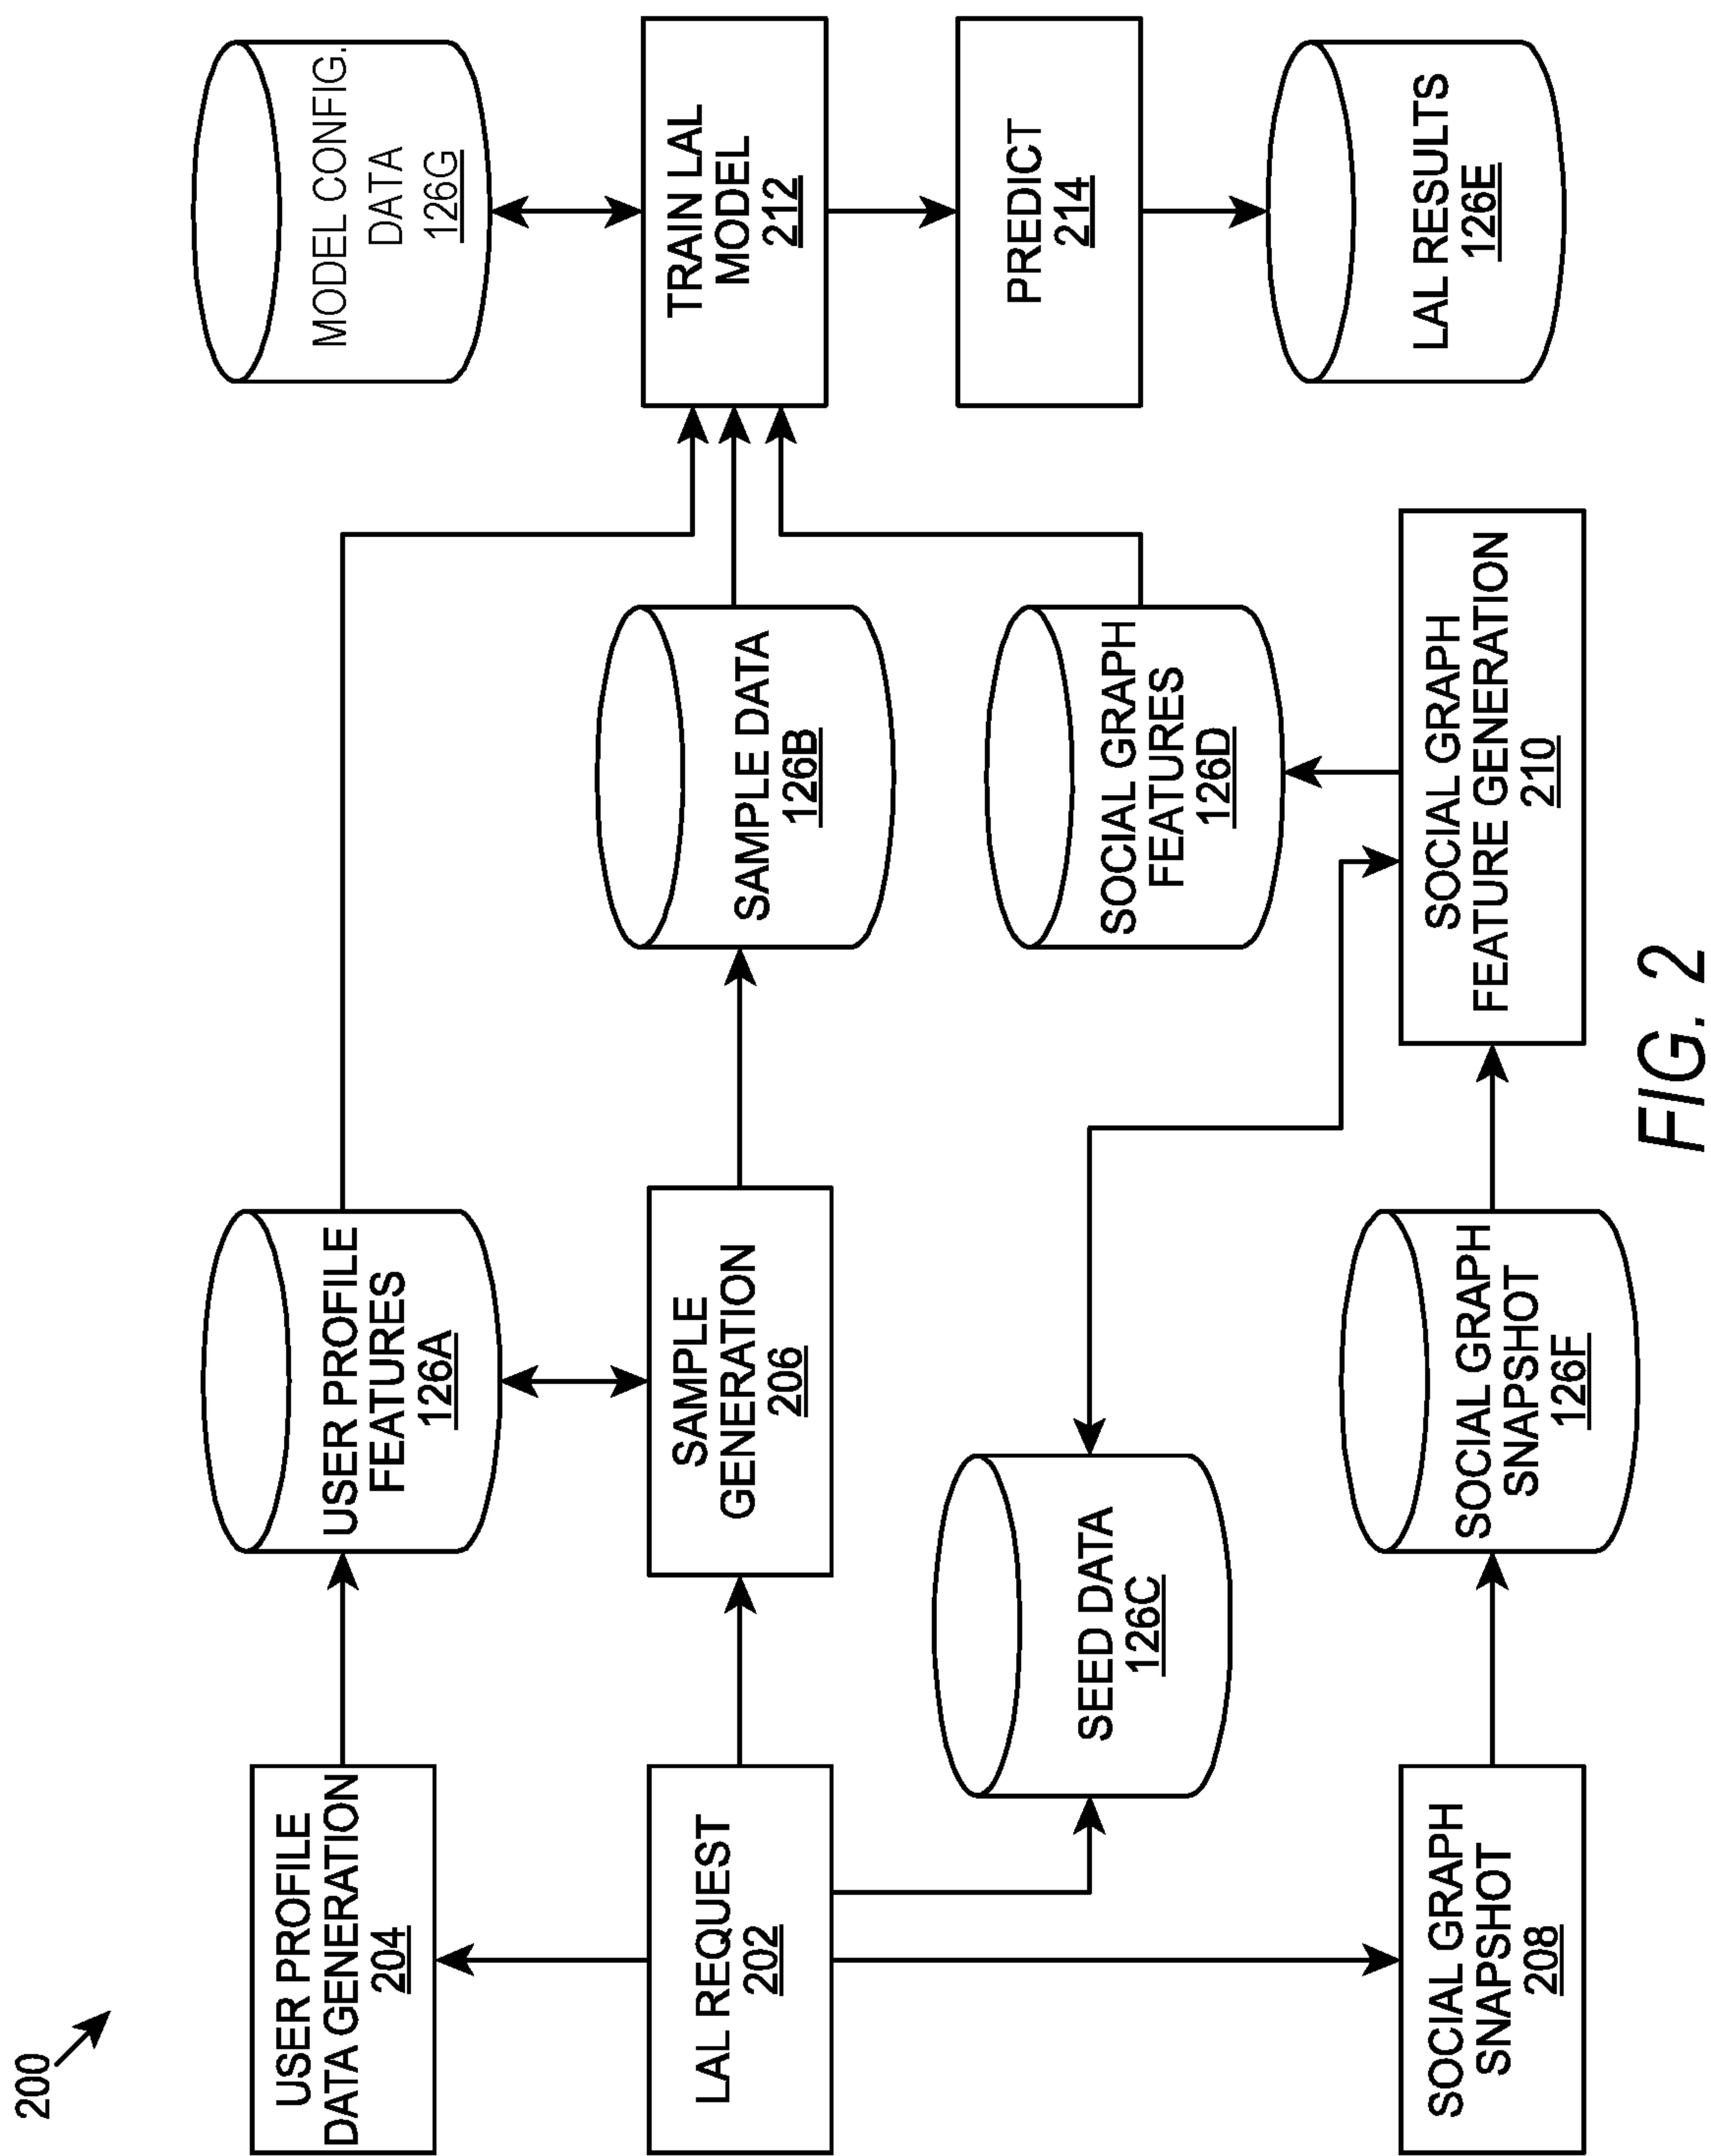 200
USER PROFILE
DATA GENERATION
204
USER PROFILE
FEATURES
126A
MODEL CONFIG.
DATA
126G
LAL REQUEST
202
SAMPLE
GENERATION
206
SAMPLE DATA
126B
TRAIN LAL
MODEL
212
SEED DATA
126C
SOCIAL GRAPH
FEATURES
126D
PREDICT
214
SOCIAL GRAPH
SNAPSHOT
208
SOCIAL GRAPH
SNAPSHOT
126F
SOCIAL GRAPH
FEATURE GENERATION
210
LAL RESULTS
126E
FIG. 2